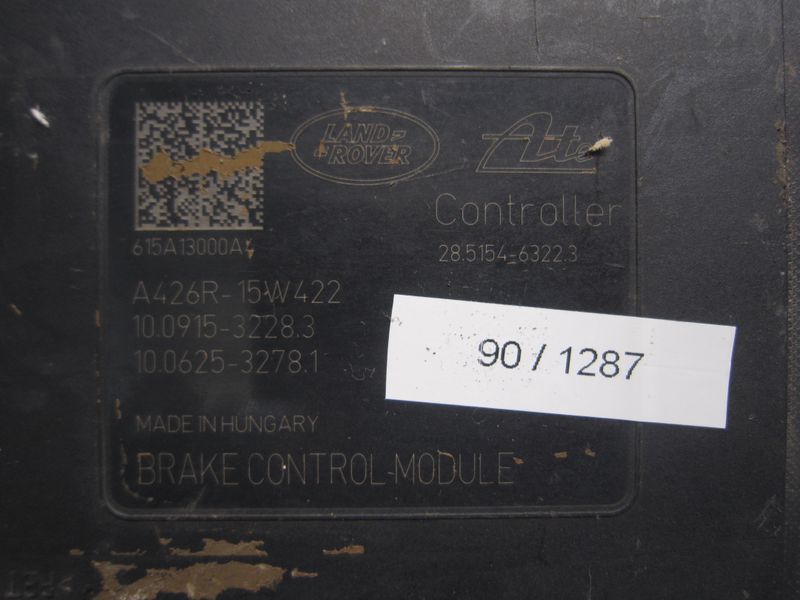 LAND ROVER
Ate
Controller
615A13000A4
28.5154-6322.3
A426R-15W422
10.0915-3228.3
10.0625-3278.1
90 / 1287
MADE IN HUNGARY
BRAKE CONTROL-MODULE